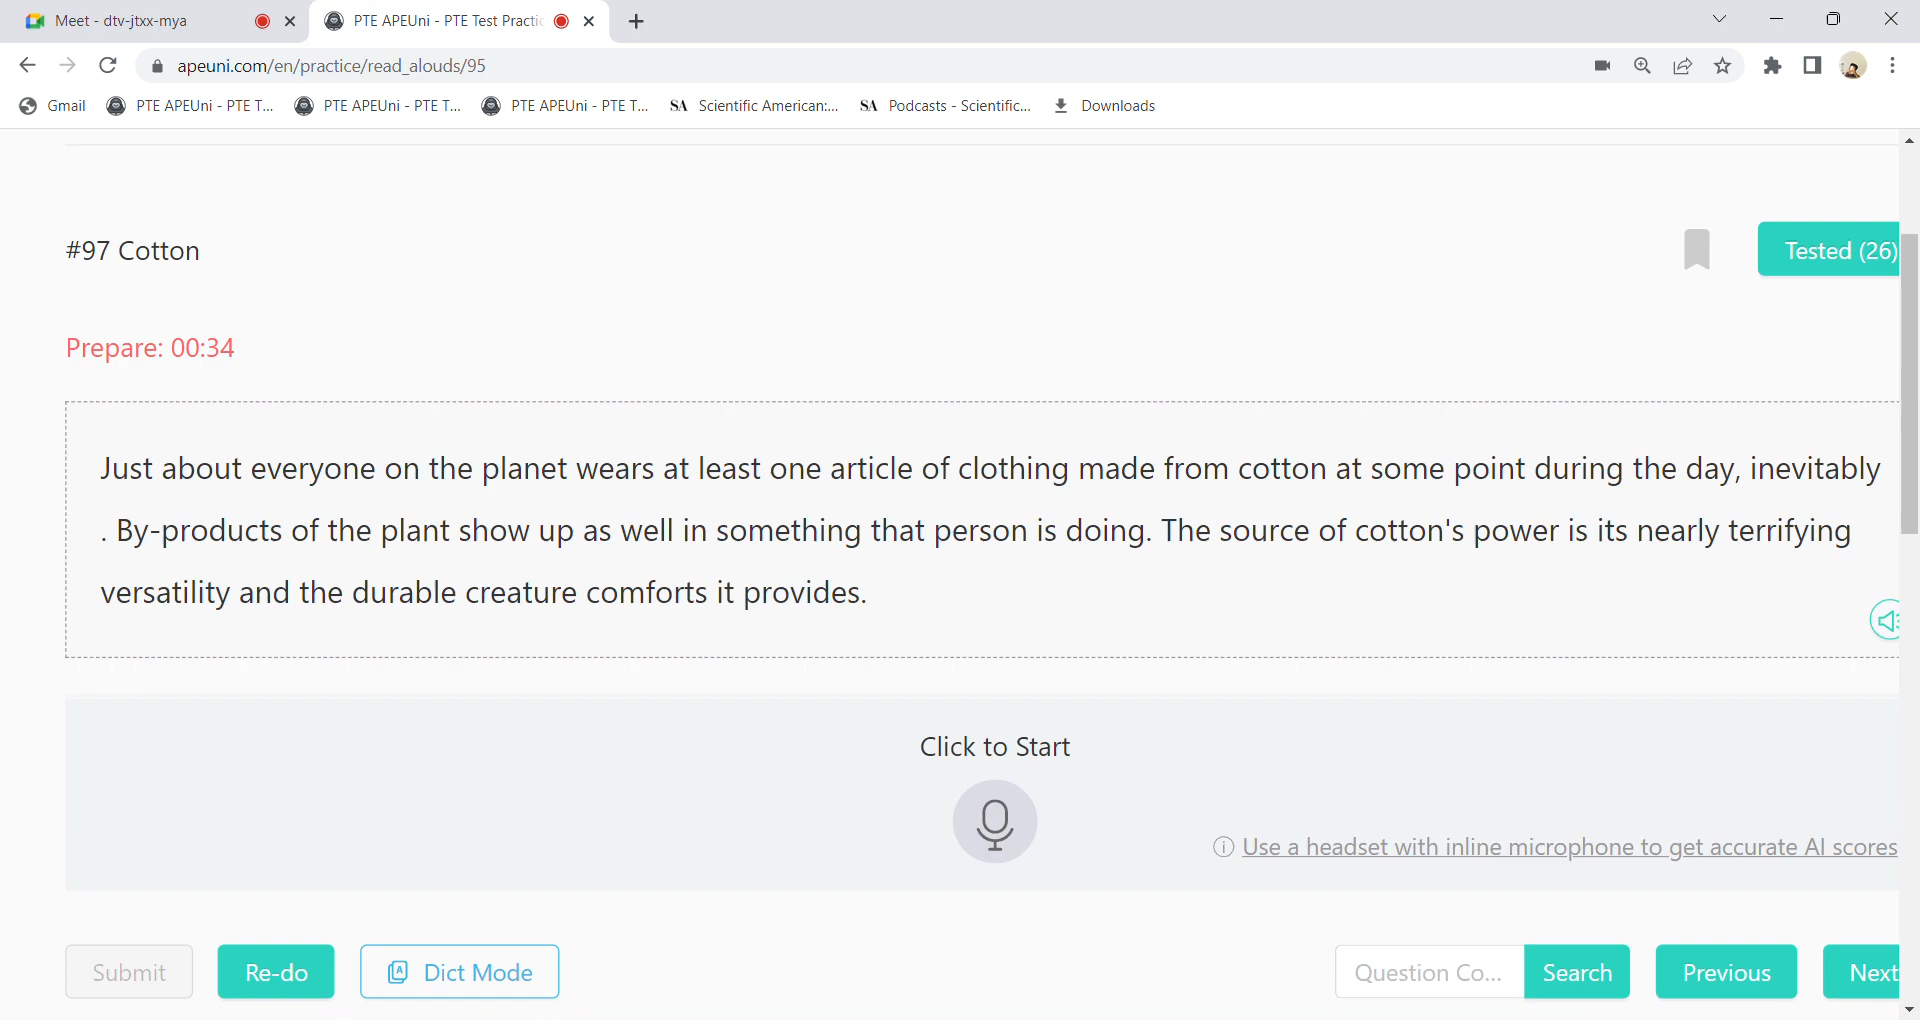 Meet - dtv-jtxx-mya
PTE APEUni - PTE Test Practic
apeuni.com/en/practice/read_alouds/95
Gmail
PTE APEUni - PTE T...
PTE APEUni - PTE T...
PTE APEUni - PTE T...
SA Scientific American:...
SA Podcasts - Scientific...
Downloads
#97 Cotton
Tested (26)
Prepare: 00:34
Just about everyone on the planet wears at least one article of clothing made from cotton at some point during the day, inevitably
. By-products of the plant show up as well in something that person is doing. The source of cotton's power is its nearly terrifying
versatility and the durable creature comforts it provides.
Click to Start
Use a headset with inline microphone to get accurate AI scores
Submit
Re-do
Dict Mode
Question Co...
Search
Previous
Next